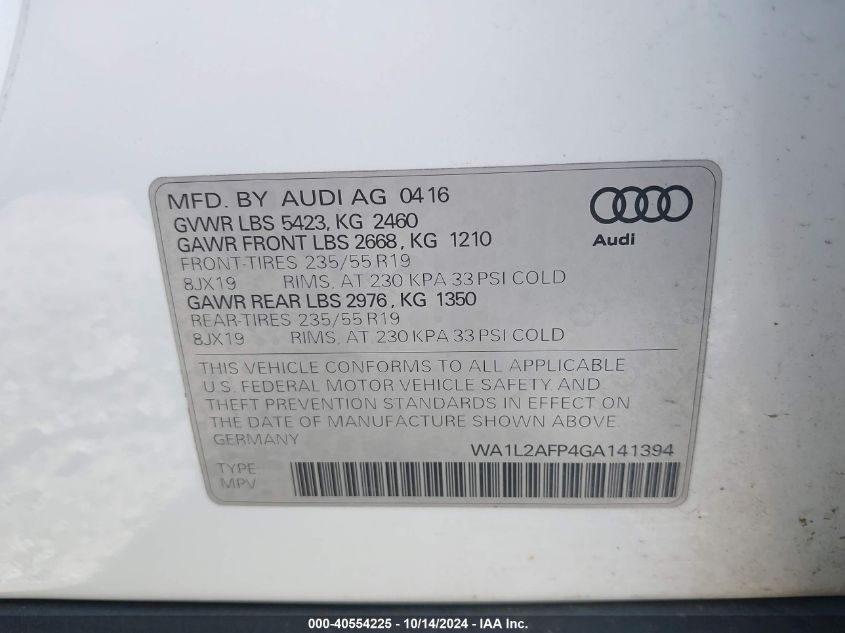 MFD. BY AUDI AG 04 16
GVWR LBS 5423, KG 2460
GAWR FRONT LBS 2668, KG 1210
FRONT-TIRES 235/55 R19
8JX19 RIMS, AT 230 KPA 33 PSI COLD
GAWR REAR LBS 2976, KG 1350
REAR-TIRES 235/55 R19
8JX19 RIMS, AT 230 KPA 33 PSI COLD
Audi
THIS VEHICLE CONFORMS TO ALL APPLICABLE
U.S. FEDERAL MOTOR VEHICLE SAFETY AND
THEFT PREVENTION STANDARDS IN EFFECT ON
THE DATE OF MANUFACTURE SHOWN ABOVE.
GERMANY
WA1L2AFP4GA141394
TYPE
MPV
000-40554225 - 10/14/2024 - IAA Inc.